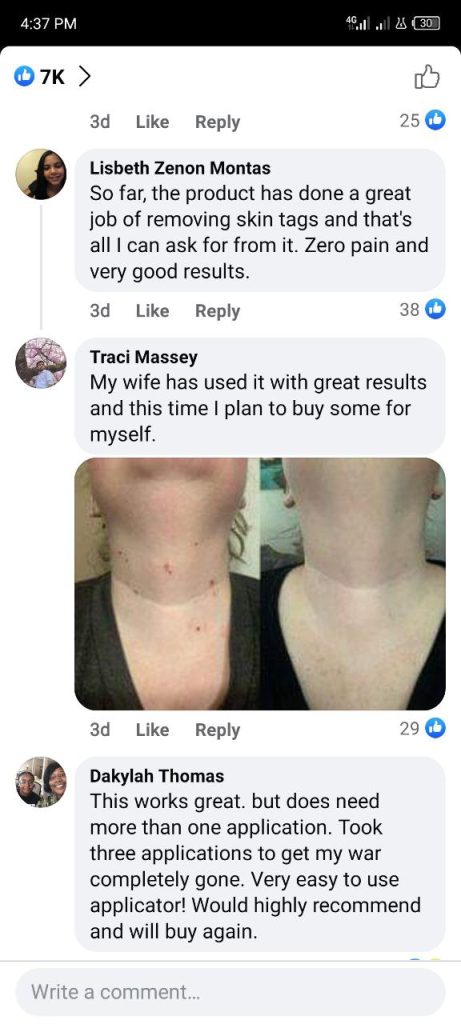 4:37 PM
4G
30
7K
3d Like Reply 25
Lisbeth Zenon Montas
So far, the product has done a great
job of removing skin tags and that's
all I can ask for from it. Zero pain and
very good results.
3d Like Reply 38
Traci Massey
My wife has used it with great results
and this time I plan to buy some for
myself.
3d Like Reply 29
Dakylah Thomas
This works great. but does need
more than one application. Took
three applications to get my war
completely gone. Very easy to use
applicator! Would highly recommend
and will buy again.
Write a comment...